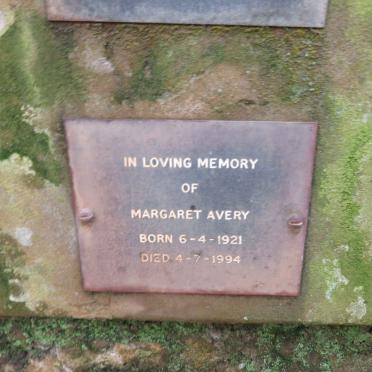 IN LOVING MEMORY
OF
MARGARET AVERY
BORN 6-4-1921
DIED 4-7-1994